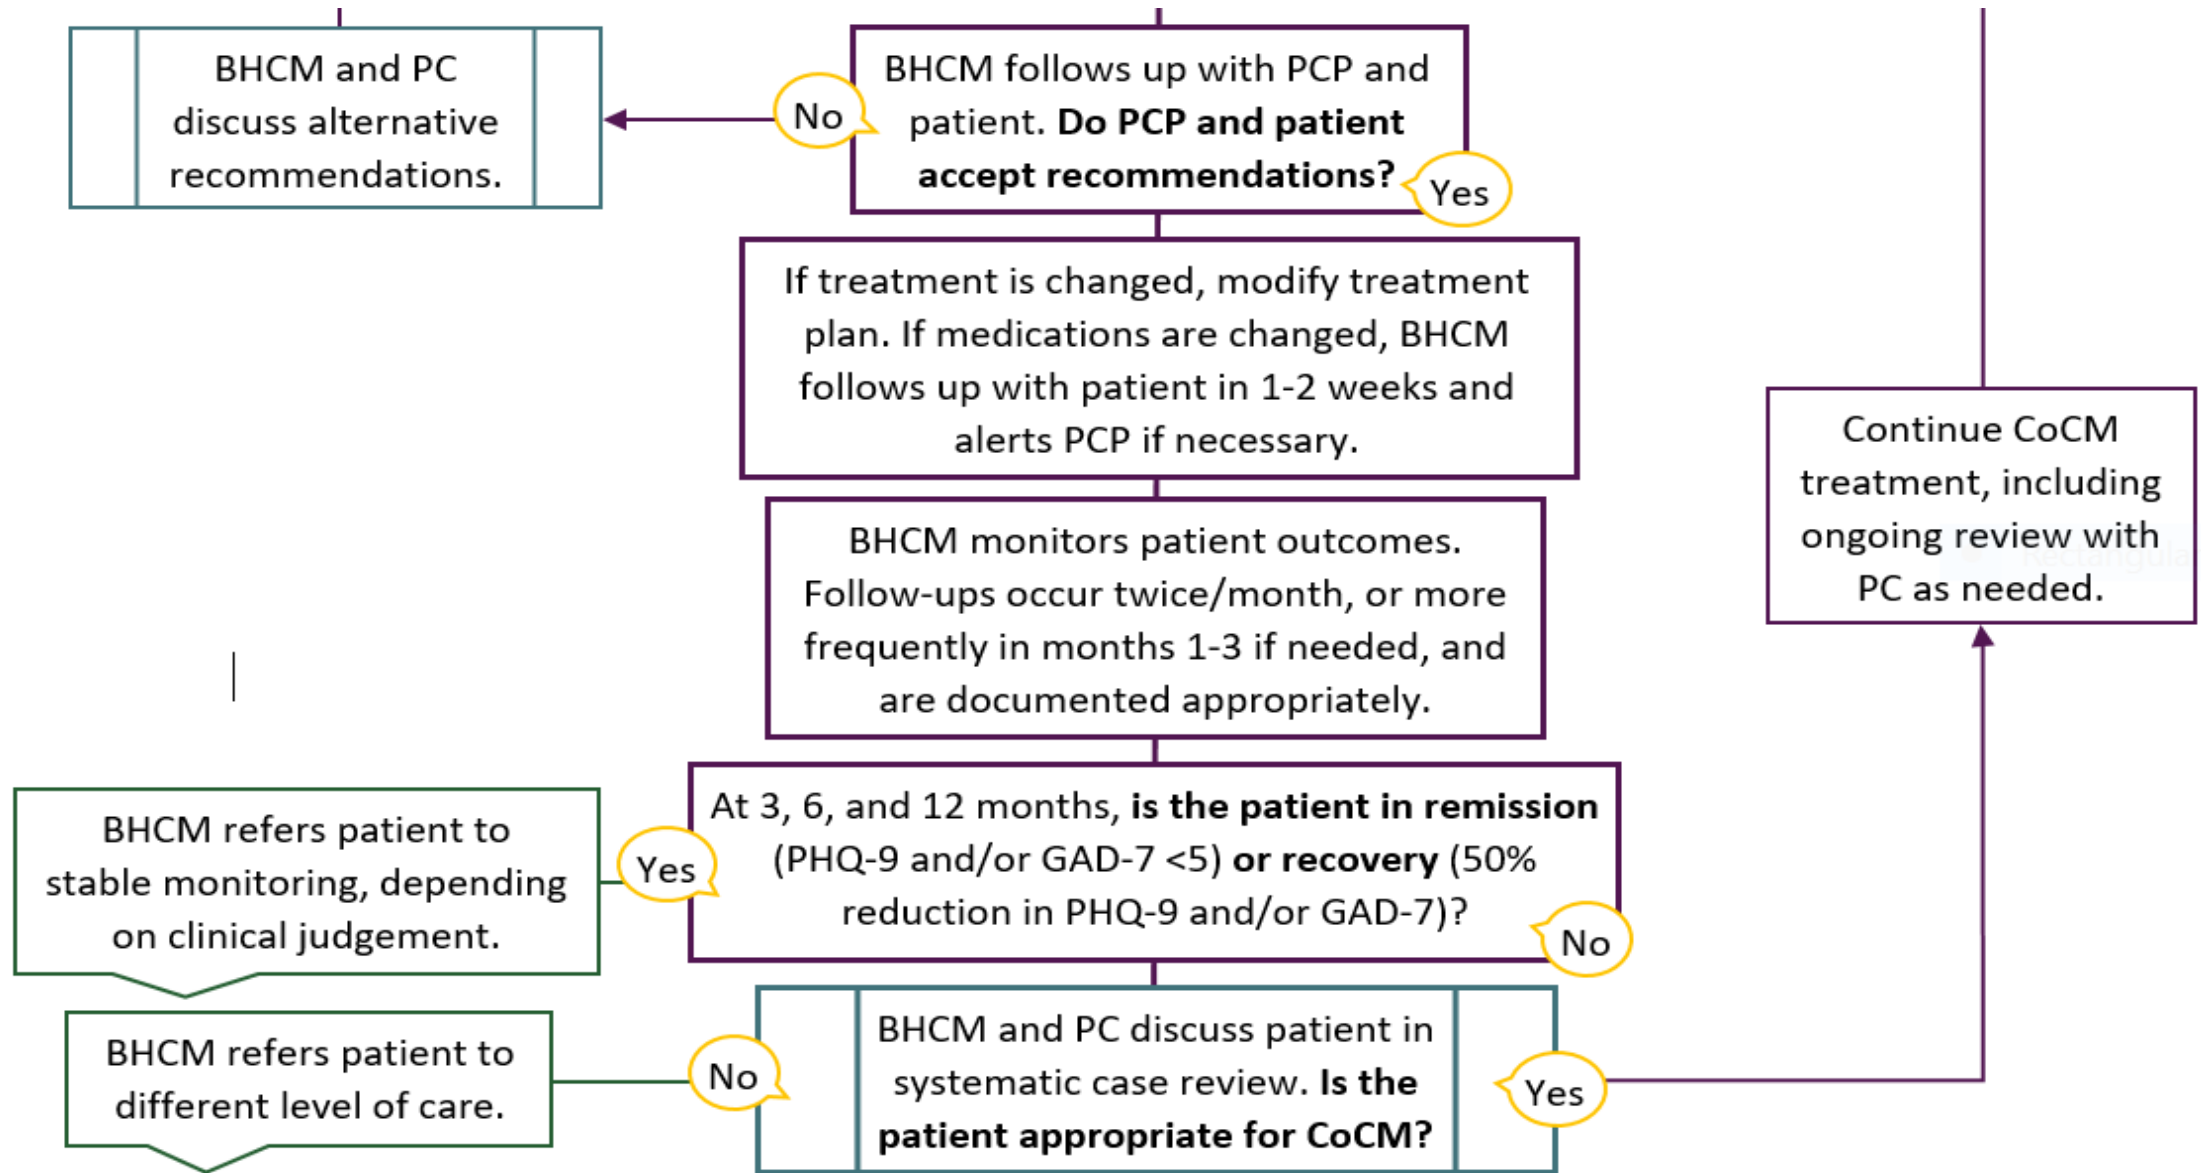 BHCM and PC
discuss alternative
recommendations.
No
BHCM follows up with PCP and
patient. Do PCP and patient
accept recommendations?
Yes
If treatment is changed, modify treatment
plan. If medications are changed, BHCM
follows up with patient in 1-2 weeks and
alerts PCP if necessary.
Continue CoCM
treatment, including
ongoing review with
PC as needed.
Rectangula
BHCM monitors patient outcomes.
Follow-ups occur twice/month, or more
frequently in months 1-3 if needed, and
are documented appropriately.
BHCM refers patient to
stable monitoring, depending
on clinical judgement.
Yes
At 3, 6, and 12 months, is the patient in remission
(PHQ-9 and/or GAD-7 <5) or recovery (50%
reduction in PHQ-9 and/or GAD-7)?
No
BHCM refers patient to
different level of care.
No
BHCM and PC discuss patient in
systematic case review. Is the
patient appropriate for CoCM?
Yes